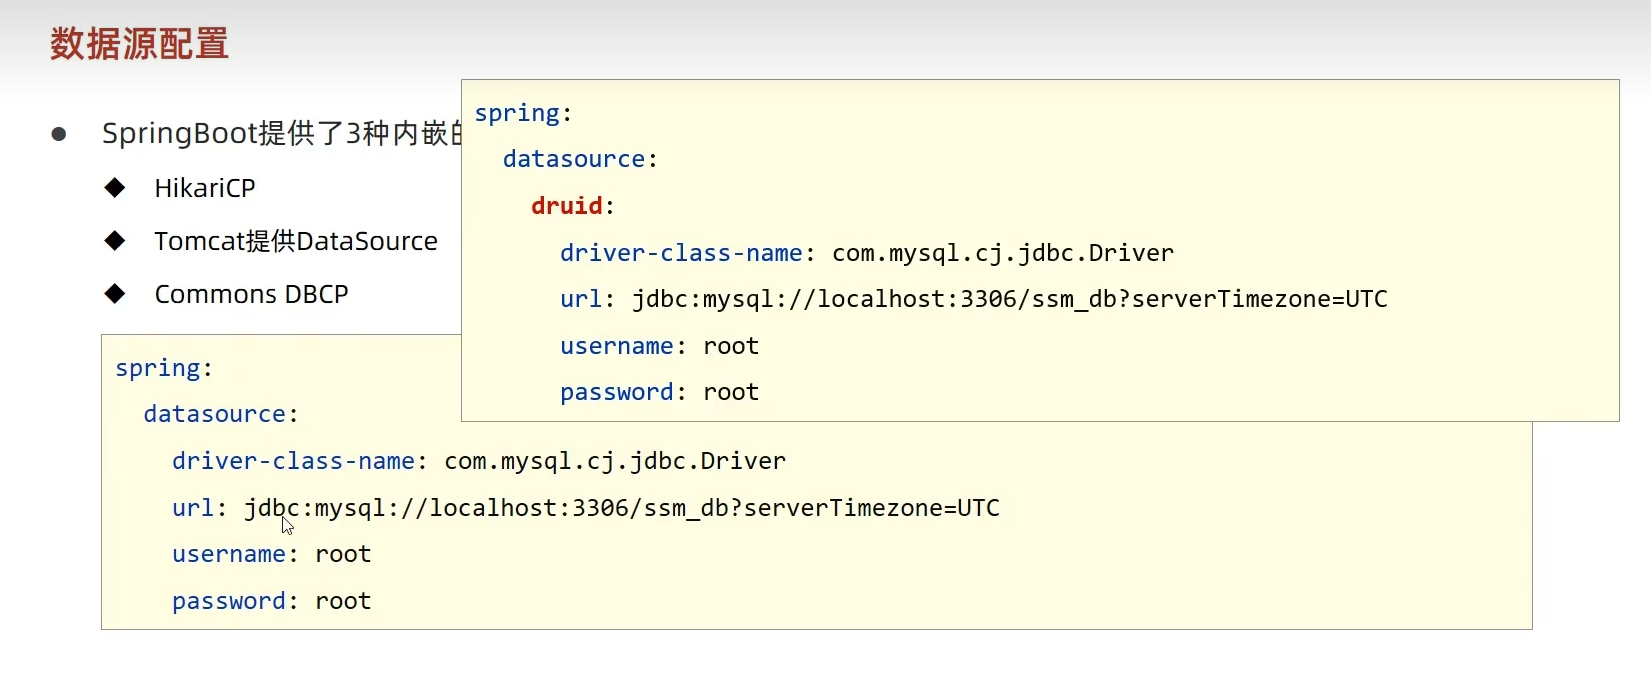 数据源配置
SpringBoot提供了3种内嵌
HikariCP
Tomcat提供DataSource
Commons DBCP
spring:
datasource:
druid:
driver-class-name: com.mysql.cj.jdbc.Driver
url: jdbc:mysql://localhost:3306/ssm_db?serverTimezone=UTC
username: root
password: root
spring:
datasource:
driver-class-name: com.mysql.cj.jdbc.Driver
url: jdbc:mysql://localhost:3306/ssm_db?serverTimezone=UTC
username: root
password: root